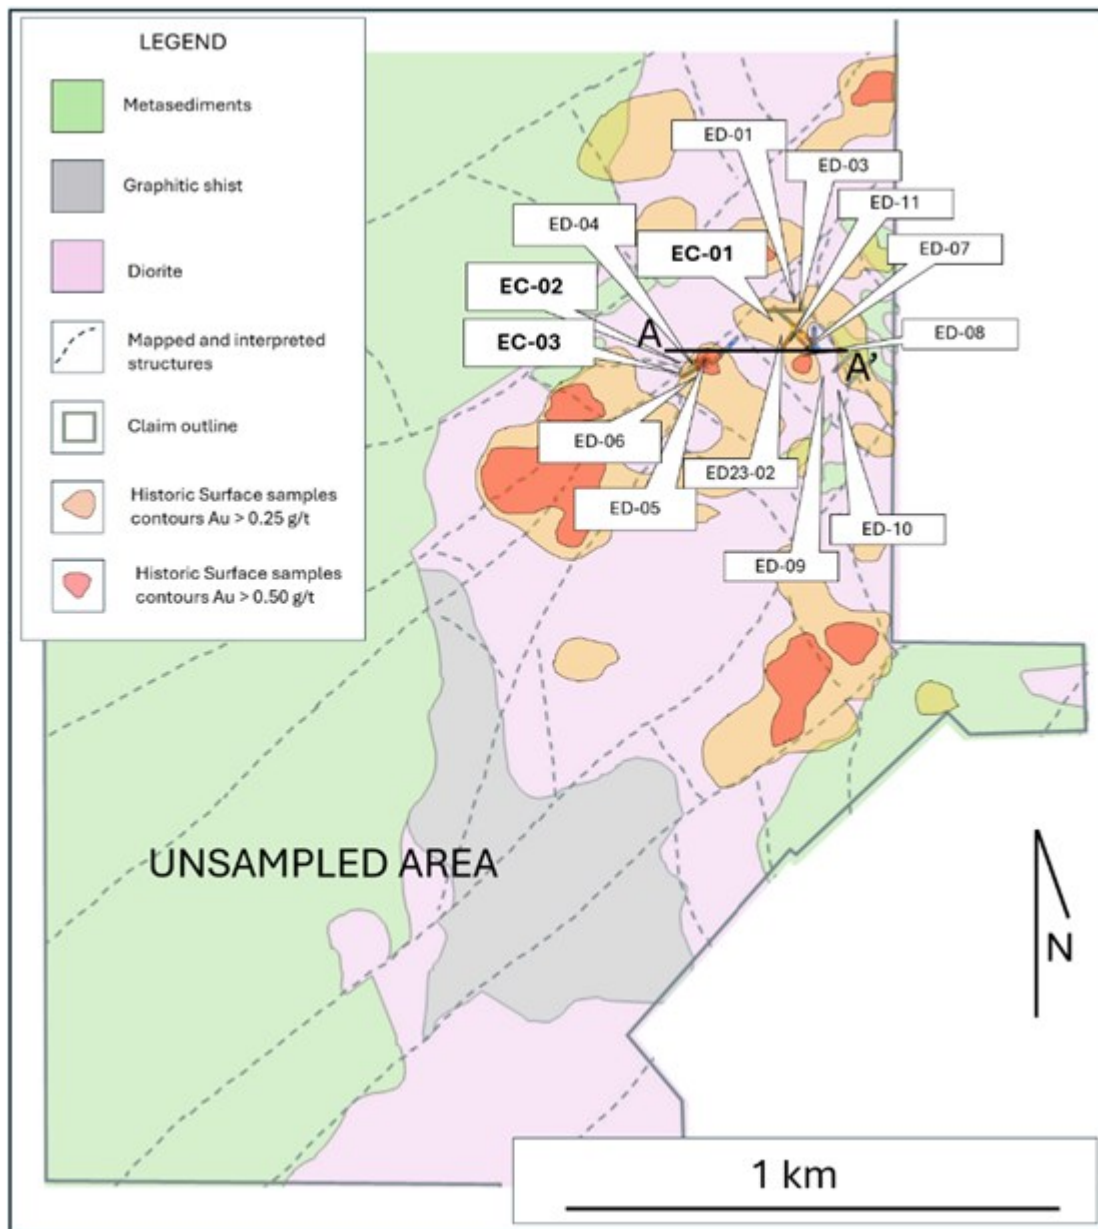 LEGEND
Metasediments
Graphitic shist
Diorite
Mapped and interpreted
structures
Claim outline
Historic Surface samples
contours Au > 0.25 g/t
Historic Surface samples
contours Au > 0.50 g/t
ED-01
ED-03
ED-11
ED-04
ED-07
EC-01
EC-02
ED-08
EC-03
A
A'
ED-06
ED23-02
ED-05
ED-10
ED-09
UNSAMPLED AREA
N
1 km